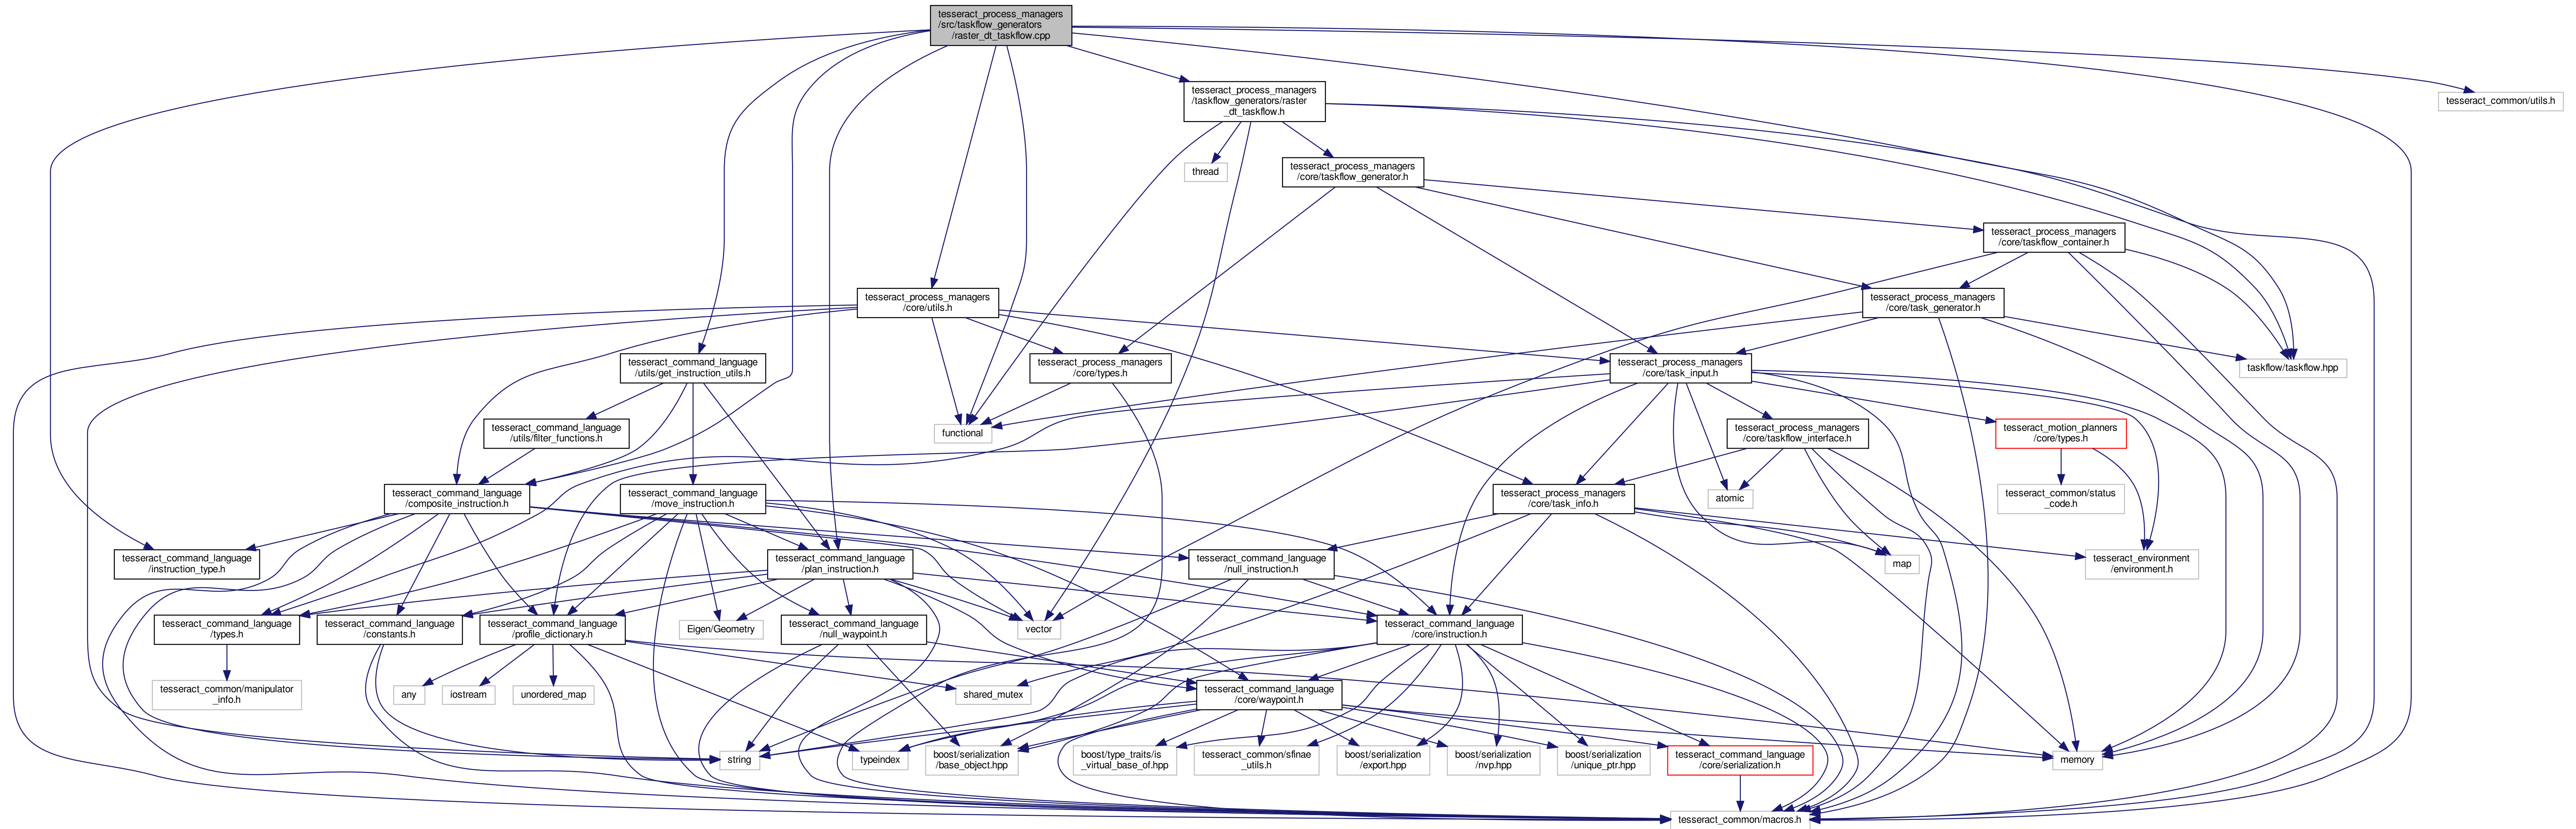 tesseract_process_managers
/src/taskflow_generators
/raster_dt_taskflow.cpp
tesseract_process_managers
/taskflow_generators/raster
_dt_taskflow.h
tesseract_common/utils.h
thread
tesseract_process_managers
/core/taskflow_generator.h
tesseract_process_managers
/core/taskflow_container.h
tesseract_process_managers
/core/utils.h
tesseract_process_managers
/core/task_generator.h
tesseract_command_language
/utils/get_instruction_utils.h
tesseract_process_managers
/core/types.h
tesseract_process_managers
/core/task_input.h
taskflow/taskflow.hpp
tesseract_command_language
/utils/filter_functions.h
functional
tesseract_process_managers
/core/taskflow_interface.h
tesseract_motion_planners
/core/types.h
tesseract_command_language
/composite_instruction.h
tesseract_command_language
/move_instruction.h
tesseract_process_managers
/core/task_info.h
atomic
tesseract_common/status
_code.h
tesseract_command_language
/instruction_type.h
tesseract_command_language
/plan_instruction.h
tesseract_command_language
/null_instruction.h
map
tesseract_environment
/environment.h
tesseract_command_language
/types.h
tesseract_command_language
/constants.h
tesseract_command_language
/profile_dictionary.h
Eigen/Geometry
tesseract_command_language
/null_waypoint.h
vector
tesseract_command_language
/core/instruction.h
tesseract_common/manipulator
_info.h
any
iostream
unordered_map
shared_mutex
tesseract_command_language
/core/waypoint.h
string
typeindex
boost/serialization
/base_object.hpp
boost/type_traits/is
_virtual_base_of.hpp
tesseract_common/sfinae
_utils.h
boost/serialization
/export.hpp
boost/serialization
/nvp.hpp
boost/serialization
/unique_ptr.hpp
tesseract_command_language
/core/serialization.h
memory
tesseract_common/macros.h